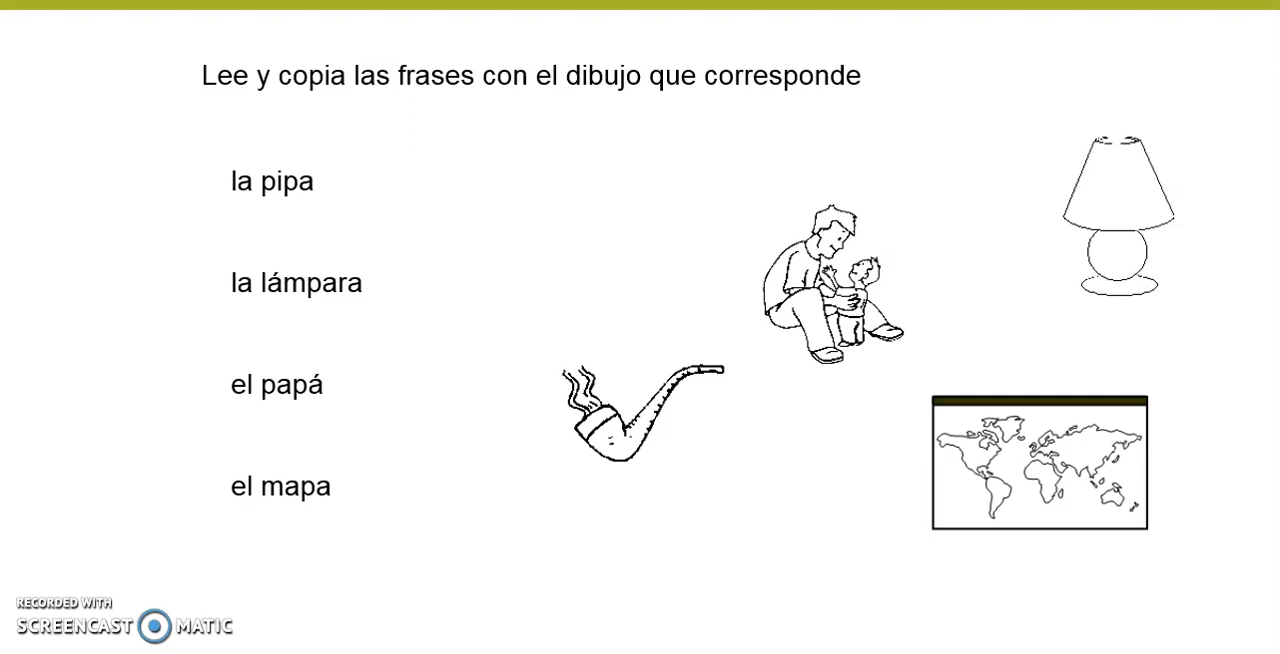 Lee y copia las frases con el dibujo que corresponde
la pipa
la lámpara
el papá
el mapa
RECORDED WITH
SCREENCAST MATIC